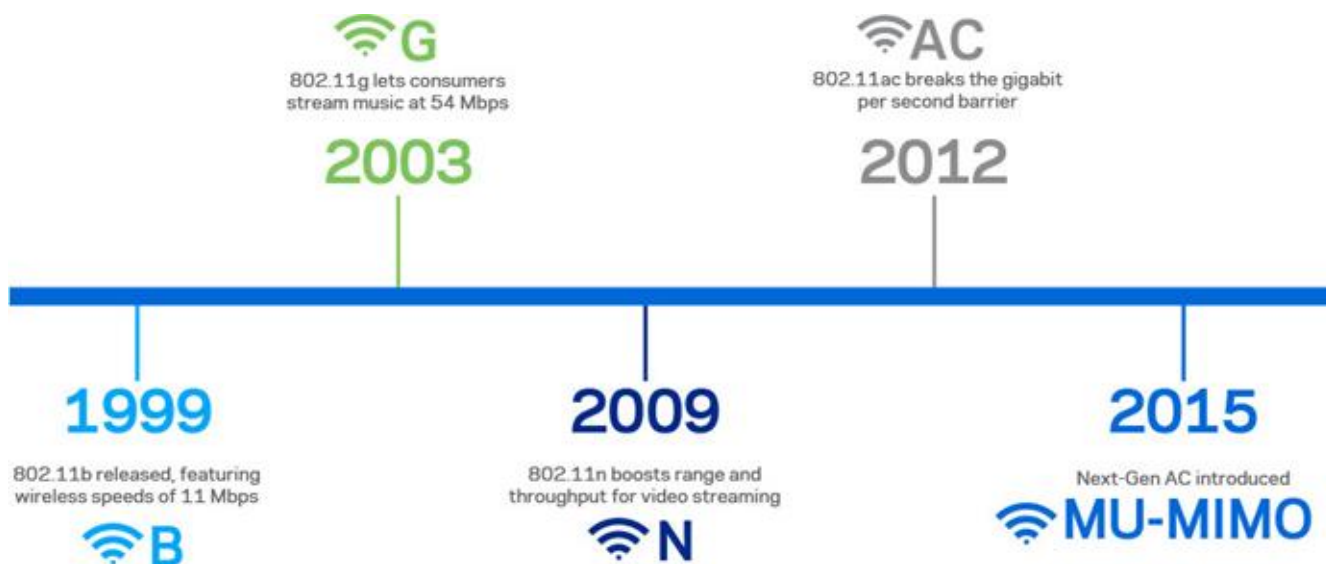 G
802.11g lets consumers
stream music at 54 Mbps
2003
AC
802.11ac breaks the gigabit
per second barrier
2012
1999
802.11b released, featuring
wireless speeds of 11 Mbps
B
2009
802.11n boosts range and
throughput for video streaming
N
2015
Next-Gen AC introduced
MU-MIMO